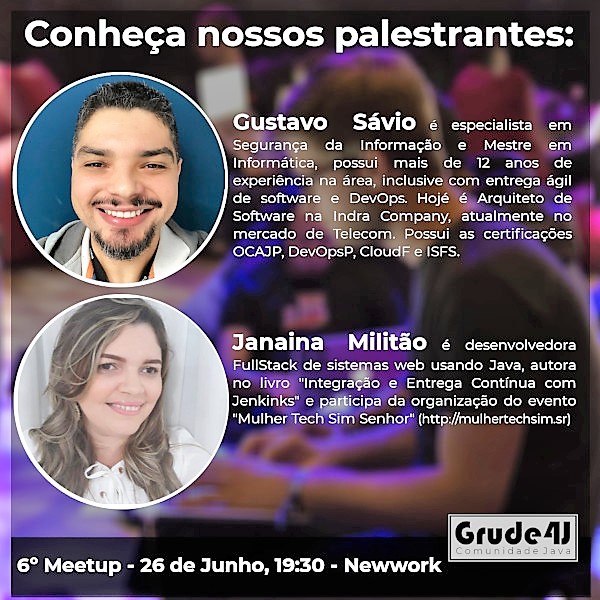 Conheça nossos palestrantes:
Gustavo Sávio é especialista em
Segurança da Informação e Mestre em
Informática, possui mais de 12 anos de
experiência na área, inclusive com entrega ágil
de software e DevOps. Hojé é Arquiteto de
Software na Indra Company, atualmente no
mercado de Telecom. Possui as certificações
OCAJP, DevOpsP, CloudF e ISFS.
Janaina Militão é desenvolvedora
FullStack de sistemas web usando Java, autora
no livro "Integração e Entrega Contínua com
Jenkinks" e participa da organização do evento
"Mulher Tech Sim Senhor" (http://mulhertechsim.sr)
Grude4J
Comunidade Java
6º Meetup - 26 de Junho, 19:30 - Newwork